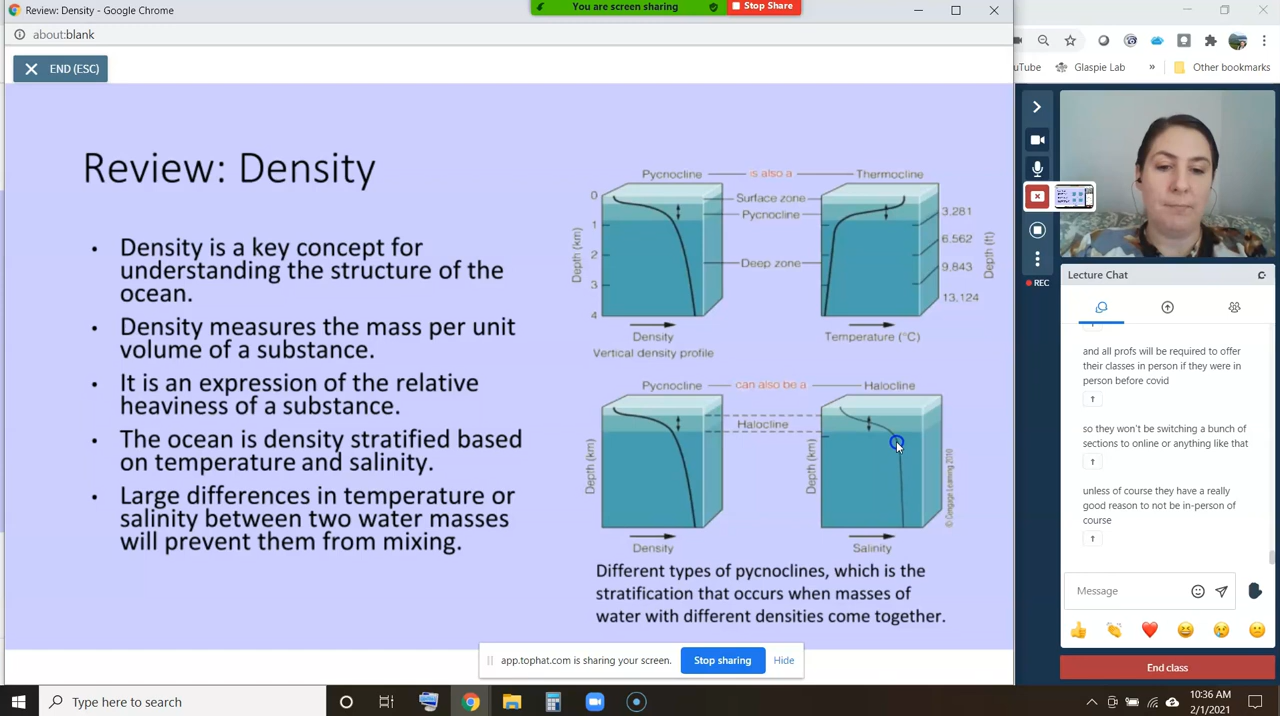 Review: Density - Google Chrome
You are screen sharing
Stop Share
about:blank
END (ESC)
uTube
Glaspie Lab
»
Other bookmarks
Review: Density
• Density is a key concept for
understanding the structure of the
ocean.
• Density measures the mass per unit
volume of a substance.
• It is an expression of the relative
heaviness of a substance.
• The ocean is density stratified based
on temperature and salinity.
• Large differences in temperature or
salinity between two water masses
will prevent them from mixing.
Pycnocline is also a Thermocline
0
1
2
3
4
Depth (km)
Surface zone
Pycnocline
Deep zone
3.281
6.562
9.843
13,124
Depth (ft)
Density
Vertical density profile
Temperature (°C)
Pycnocline can also be a Halocline
Halocline
Depth (km)
Depth (km)
Density
Salinity
© Cengage Learning 2010
Different types of pycnoclines, which is the
stratification that occurs when masses of
water with different densities come together.
app.tophat.com is sharing your screen.
Stop sharing
Hide
REC
Lecture Chat
and all profs will be required to offer
their classes in person if they were in
person before covid
so they won't be switching a bunch of
sections to online or anything like that
unless of course they have a really
good reason to not be in-person of
course
Message
End class
Type here to search
10:36 AM
2/1/2021